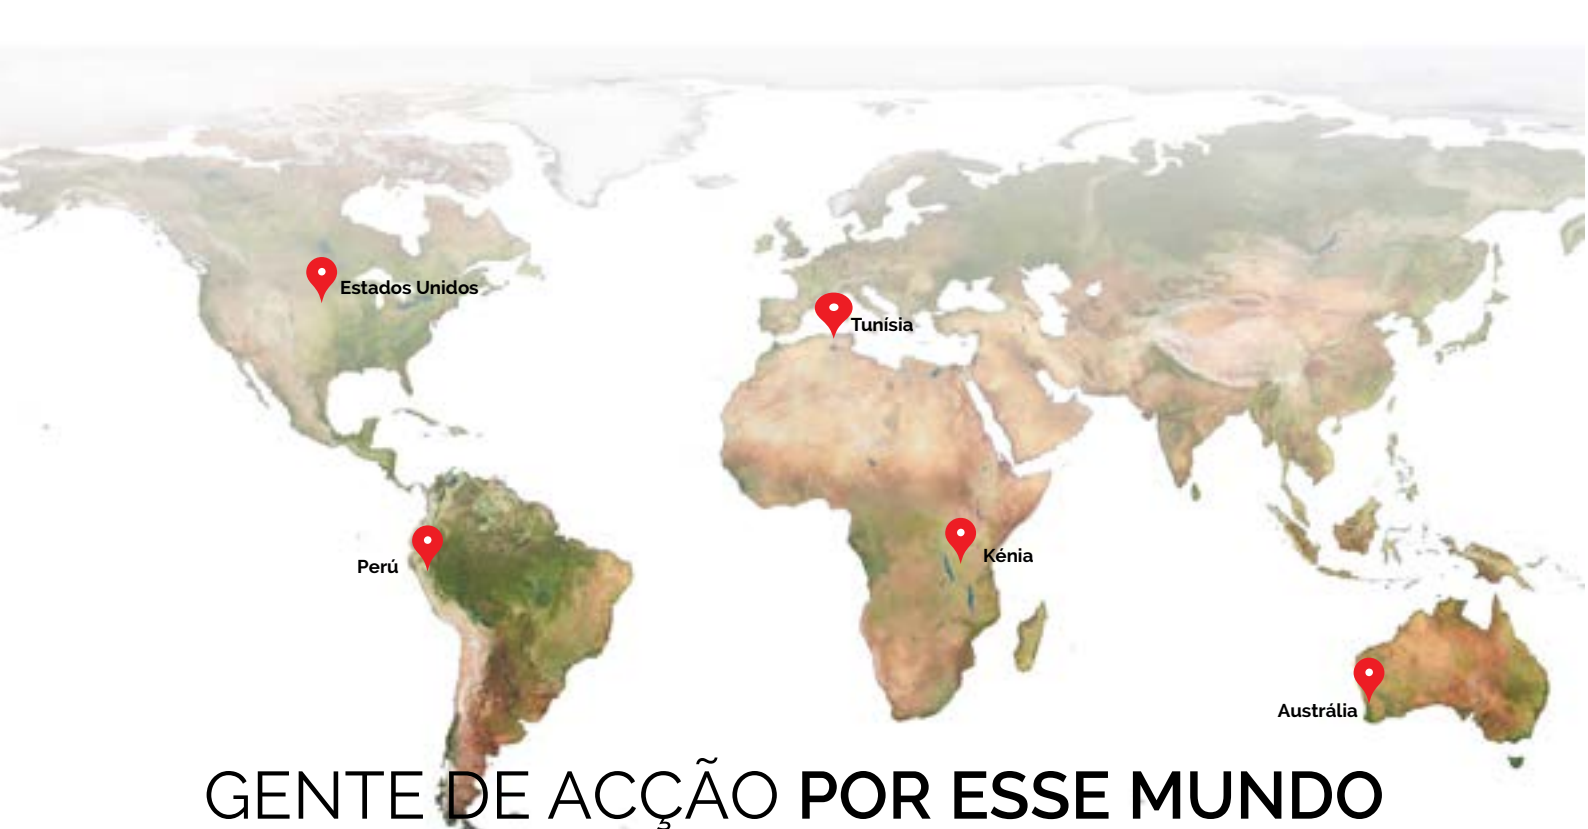 Estados Unidos
Tunísia
Kénia
Perú
Austrália
GENTE DE ACÇÃO POR ESSE MUNDO